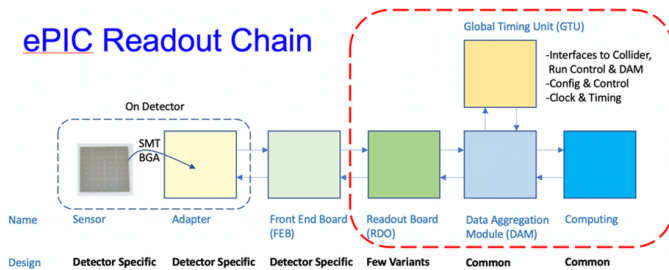 ePIC Readout Chain
Global Timing Unit (GTU)
-Interfaces to Collider,
Run Control & DAM
-Config & Control
-Clock & Timing
On Detector
SMT
BGA
Name Sensor Adapter Front End Board (FEB) Readout Board (RDO) Data Aggregation Module (DAM) Computing
Design Detector Specific Detector Specific Detector Specific Few Variants Common Common